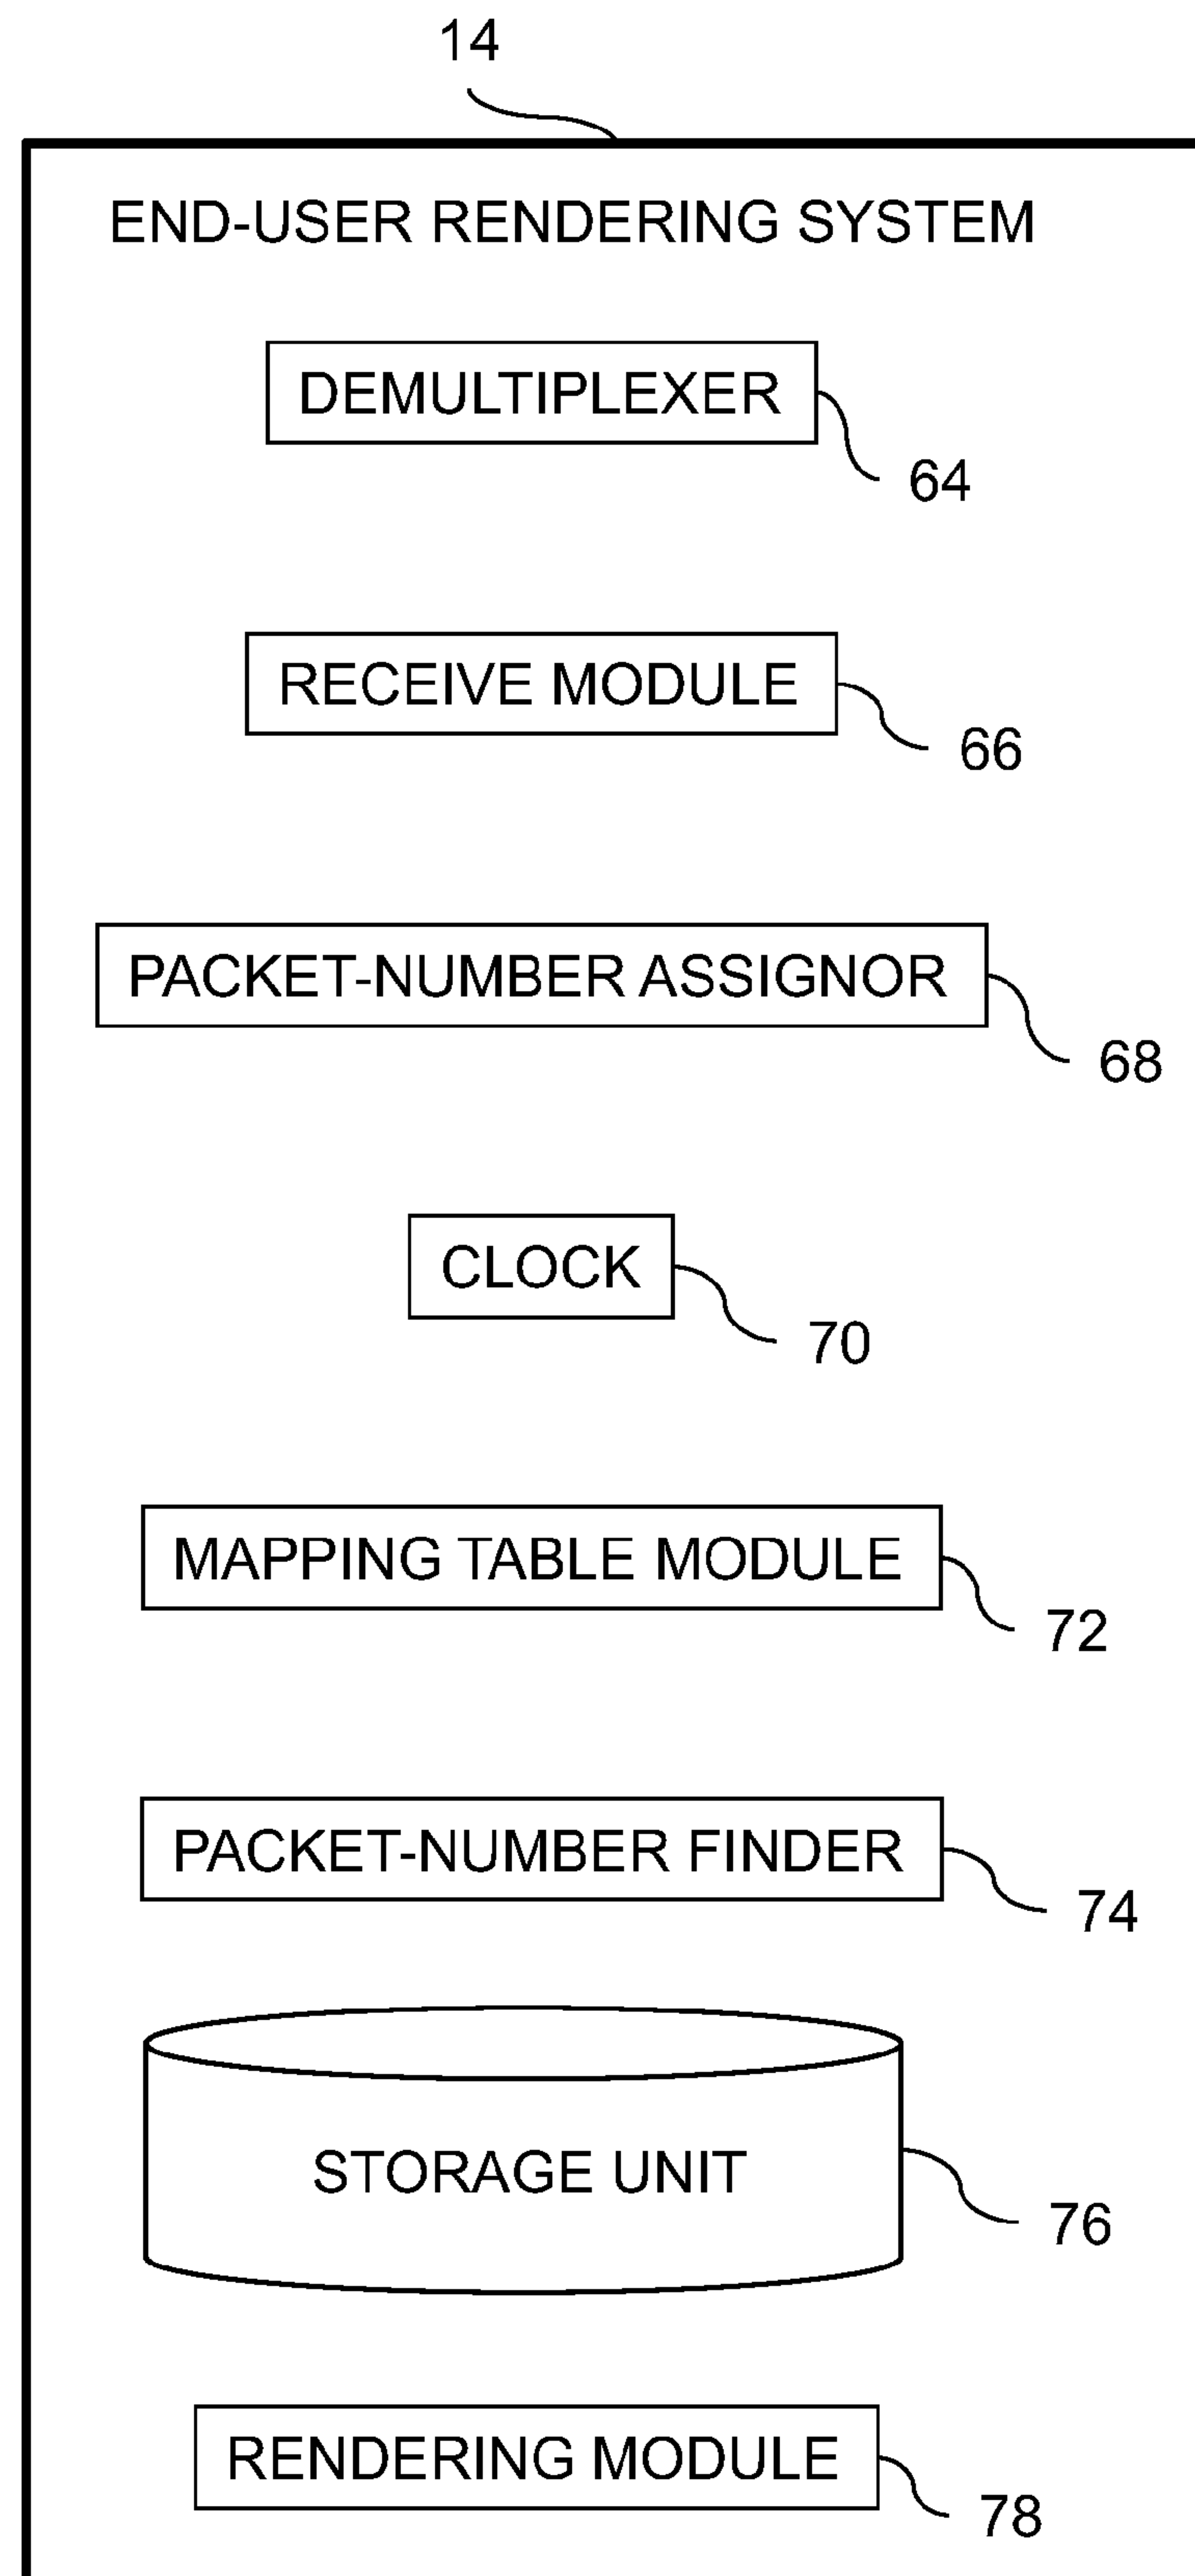 14
END-USER RENDERING SYSTEM
DEMULTIPLEXER
64
RECEIVE MODULE
66
PACKET-NUMBER ASSIGNOR
68
CLOCK
70
MAPPING TABLE MODULE
72
PACKET-NUMBER FINDER
74
STORAGE UNIT
76
RENDERING MODULE
78